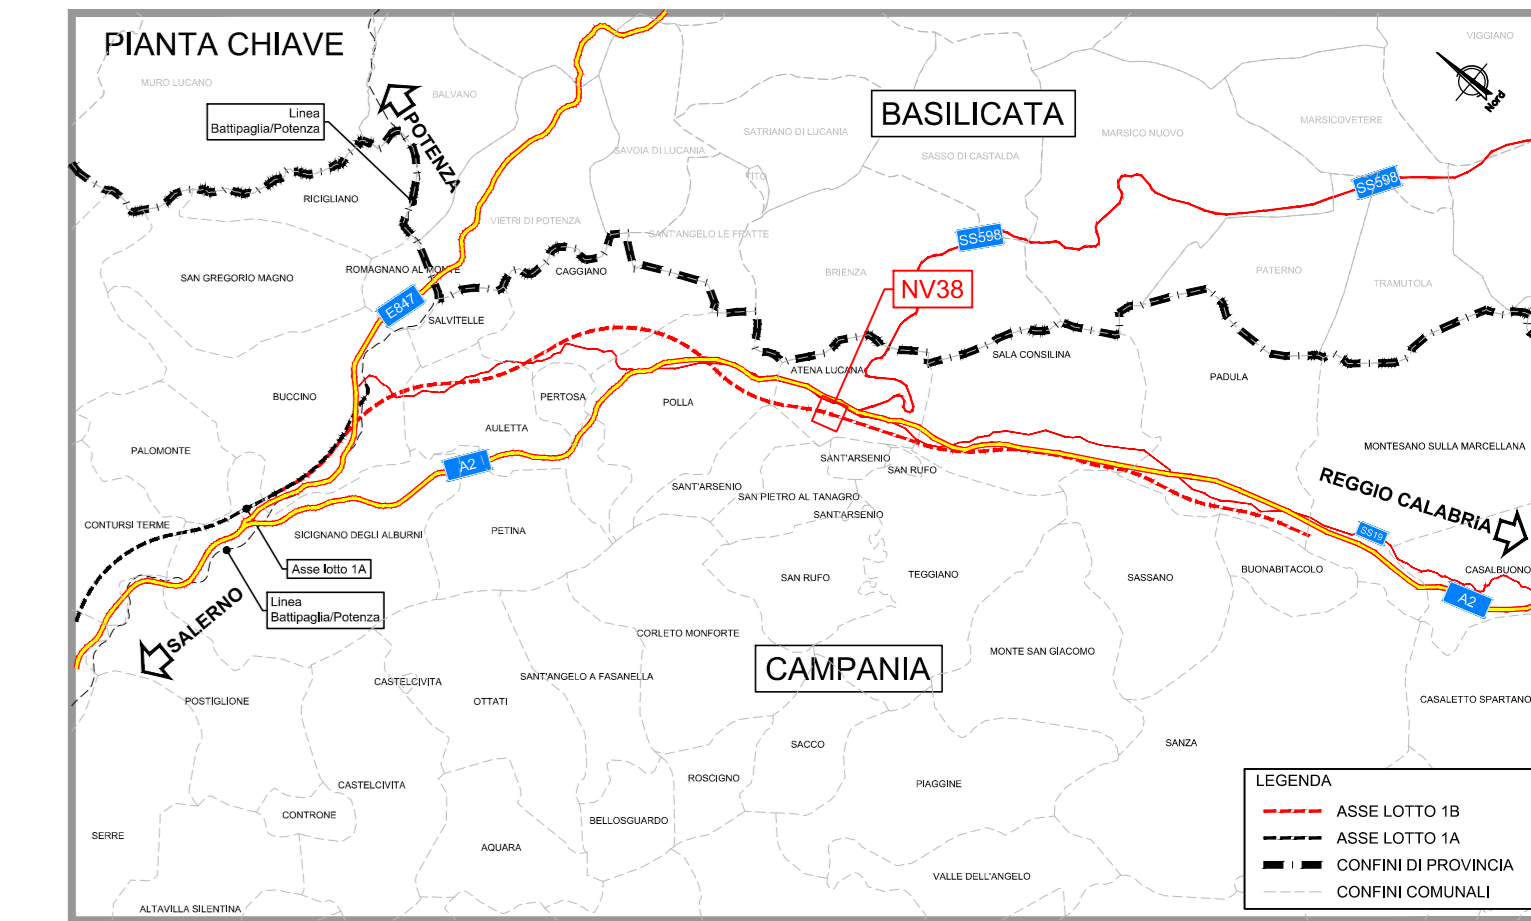 PIANTA CHIAVE
VIGGIANO
MURO LUCANO
BALVANO
Nord
Linea
Battipaglia/Potenza
POTENZA
BASILICATA
SATRIANO DI LUCANIA
MARSICO NUOVO
MARSICOVETERE
SAVOIA DI LUCANIA
SASSO DI CASTALDA
TITO
SS598
RICIGLIANO
VIETRI DI POTENZA
SANT'ANGELO LE FRATTE
SS598
SAN GREGORIO MAGNO
ROMAGNANO AL MONTE
CAGGIANO
BRIENZA
PATERNO
TRAMUTOLA
NV38
E847
SALVITELLE
SALA CONSILINA
ATENA LUCANA
PADULA
BUCCINO
PERTOSA
POLLA
AULETTA
PALOMONTE
MONTESANO SULLA MARCELLANA
A2
SANT'ARSENIO
SAN RUFO
SANT'ARSENIO
SAN PIETRO AL TANAGRO
SANT'ARSENIO
REGGIO CALABRiA
CONTURSI TERME
SICIGNANO DEGLI ALBURNI
PETINA
SS19
Asse lotto 1A
SAN RUFO
TEGGIANO
SASSANO
BUONABITACOLO
CASALBUONO
A2
Linea
Battipaglia/Potenza
SALERNO
CORLETO MONFORTE
CAMPANIA
MONTE SAN GIACOMO
CASTELCIVITA
SANT'ANGELO A FASANELLA
POSTIGLIONE
OTTATI
CASALETTO SPARTANO
SACCO
SANZA
ROSCIGNO
PIAGGINE
CASTELCIVITA
CONTRONE
BELLOSGUARDO
SERRE
AQUARA
VALLE DELL'ANGELO
ALTAVILLA SILENTINA
LEGENDA
ASSE LOTTO 1B
ASSE LOTTO 1A
CONFINI DI PROVINCIA
CONFINI COMUNALI